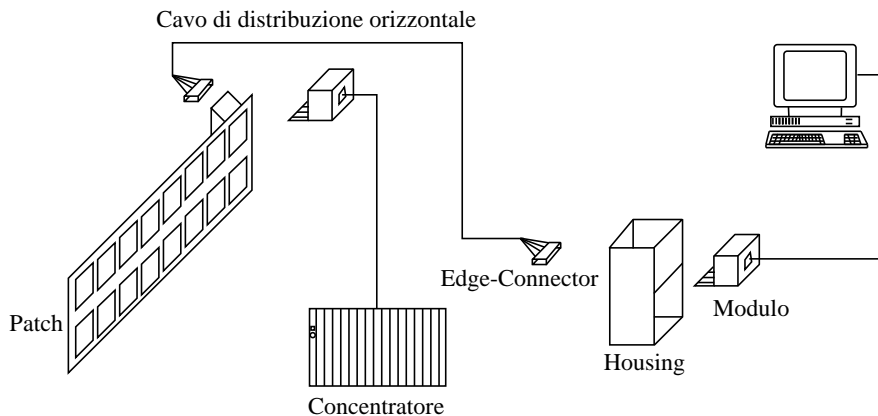 Cavo di distribuzione orizzontale
Edge-Connector
Modulo
Patch
Housing
Concentratore